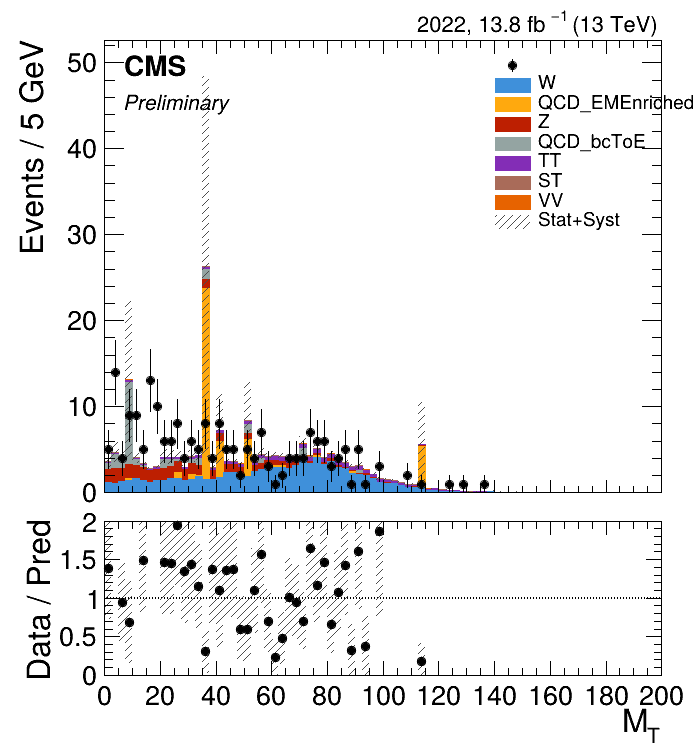 2022, 13.8 fb −1 (13 TeV)
CMS
Preliminary
W
QCD_EMEnriched
Z
QCD_bcToE
TT
ST
VV
Stat+Syst
Events / 5 GeV
50
40
30
20
10
0
Data / Pred
2
1.5
1
0.5
0
0 20 40 60 80 100 120 140 160 180 200
M_T